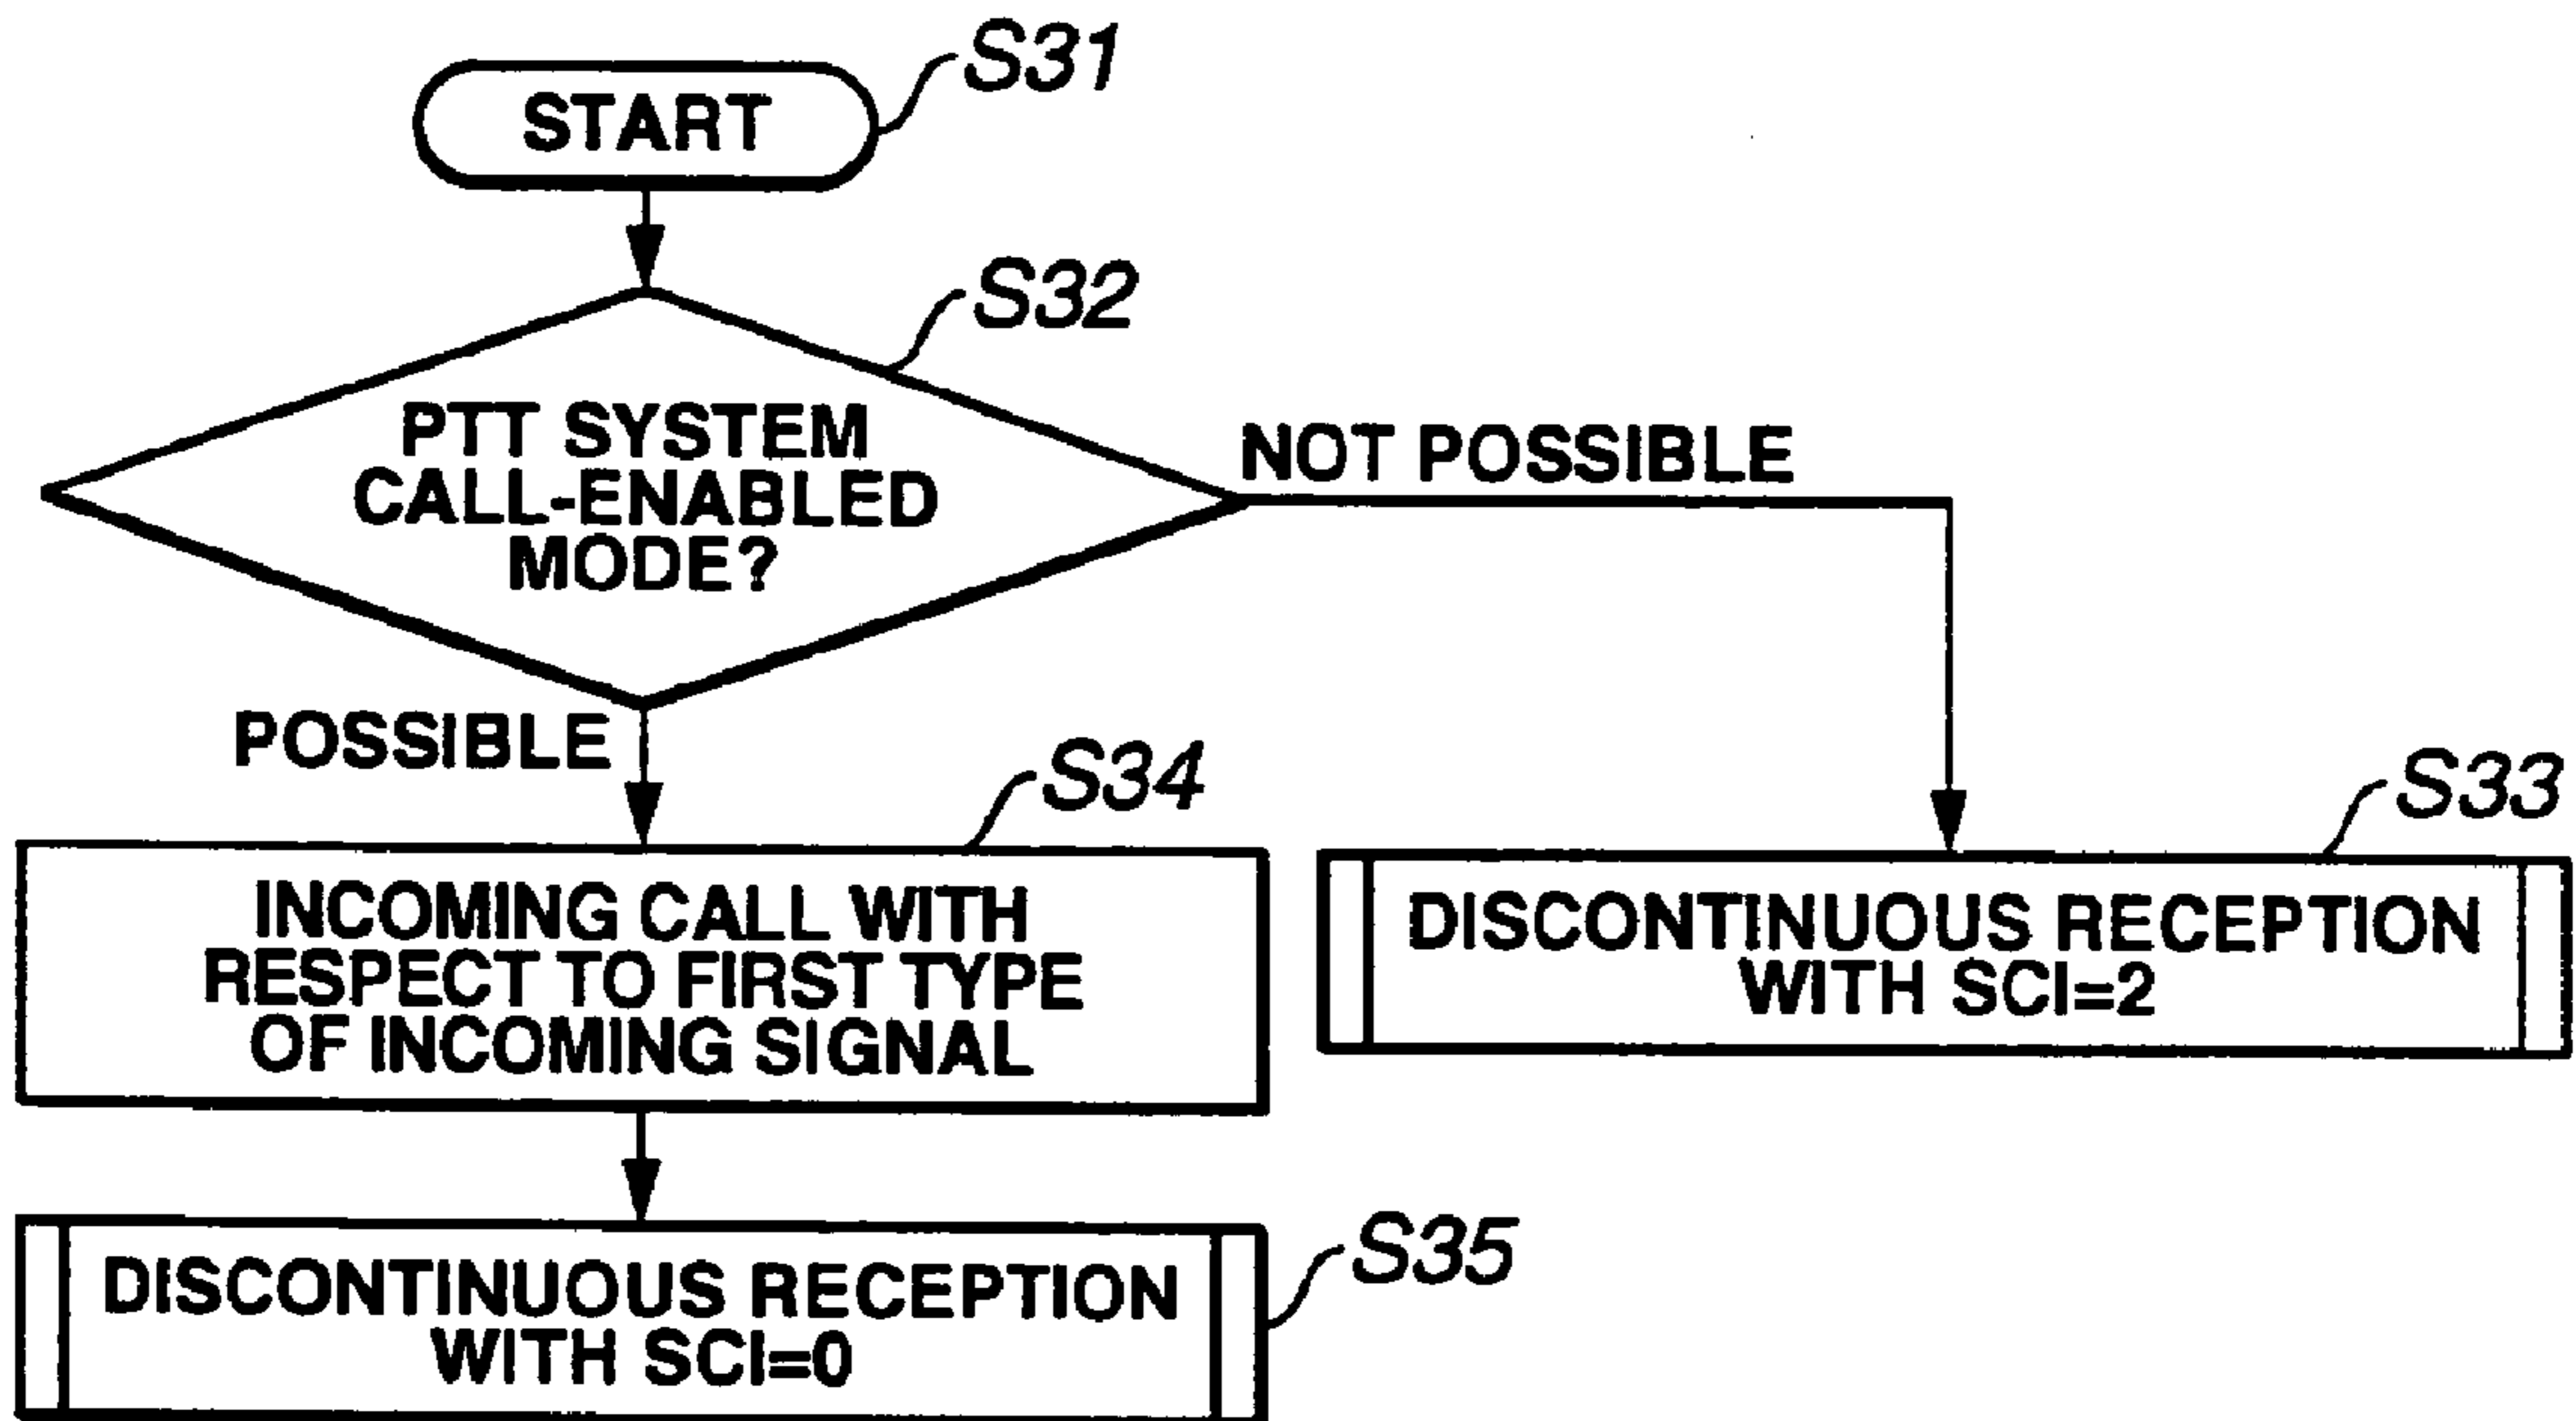 S31
START
S32
PTT SYSTEM
CALL-ENABLED
MODE?
NOT POSSIBLE
POSSIBLE
S34
INCOMING CALL WITH
RESPECT TO FIRST TYPE
OF INCOMING SIGNAL
S33
DISCONTINUOUS RECEPTION
WITH SCI=2
DISCONTINUOUS RECEPTION
WITH SCI=0
S35